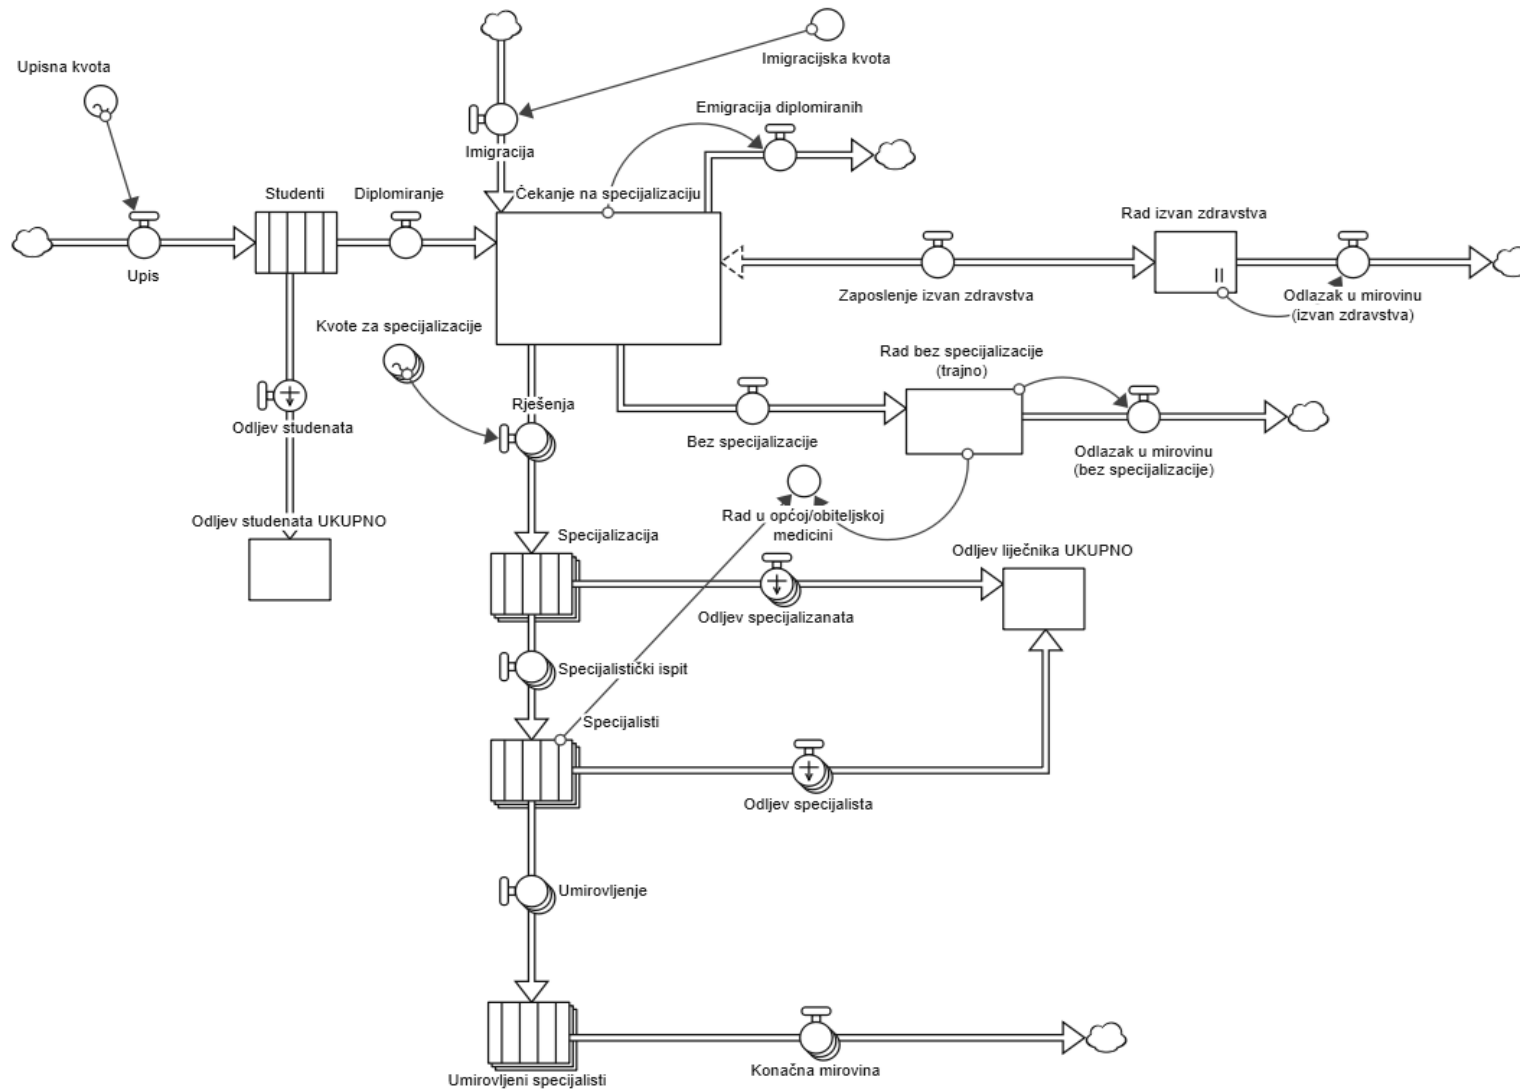 Imigracijska kvota
Upisna kvota
Emigracija diplomiranih
Imigracija
Studenti
Diplomiranje
Čekanje na specijalizaciju
Rad izvan zdravstva
Upis
Zaposlenje izvan zdravstva
Odlazak u mirovinu
(izvan zdravstva)
II
Kvote za specijalizacije
Rad bez specijalizacije
(trajno)
Rješenja
Odljev studenata
Bez specijalizacije
Odlazak u mirovinu
(bez specijalizacije)
Odljev studenata UKUPNO
Rad u općoj/obiteljskoj
medicini
Specijalizacija
Odljev liječnika UKUPNO
Odljev specijalizanata
Specijalistički ispit
Specijalisti
Odljev specijalista
Umirovljenje
Umirovljeni specijalisti
Konačna mirovina